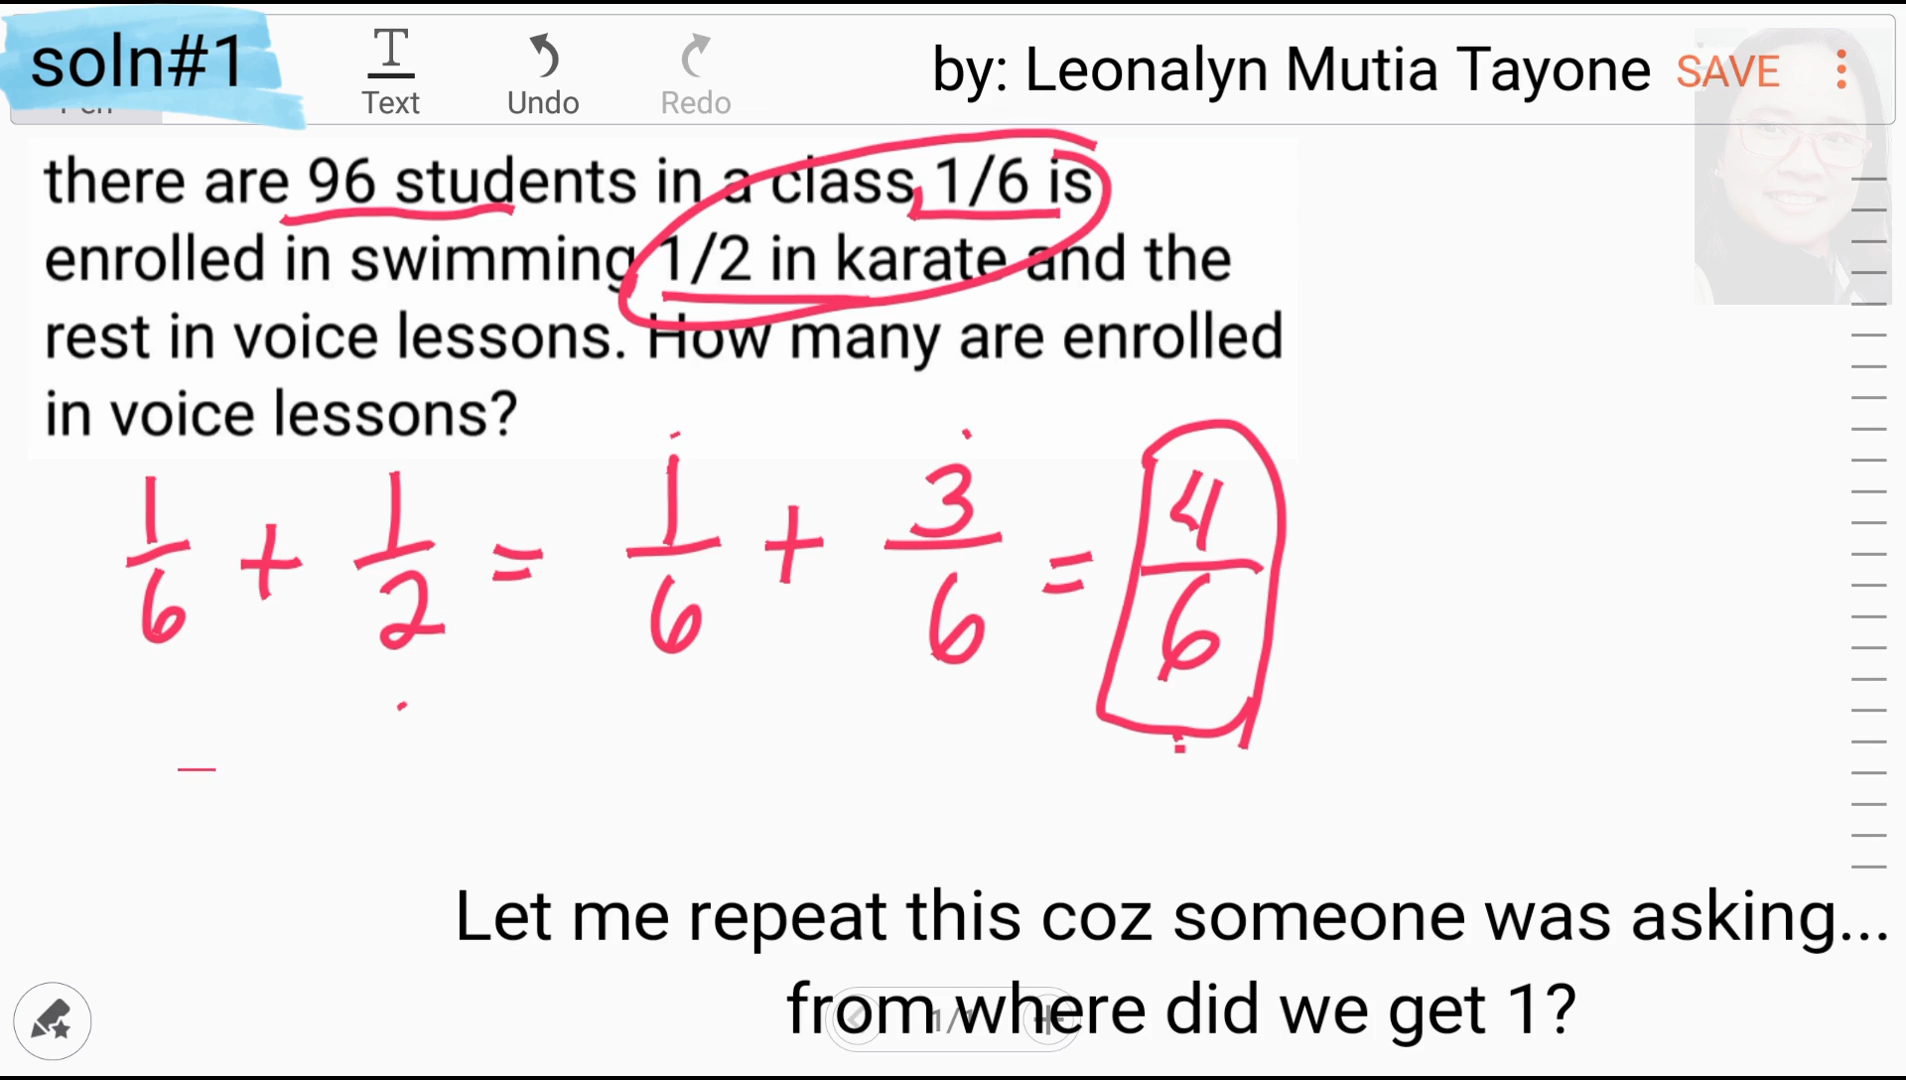 soln#1
Text
Undo
Redo
by: Leonalyn Mutia Tayone
SAVE
there are 96 students in a class, 1/6 is
enrolled in swimming 1/2 in karate and the
rest in voice lessons. How many are enrolled
in voice lessons?
1/6 + 1/2 = 1/6 + 3/6 = 4/6
Let me repeat this coz someone was asking...
from where did we get 1?